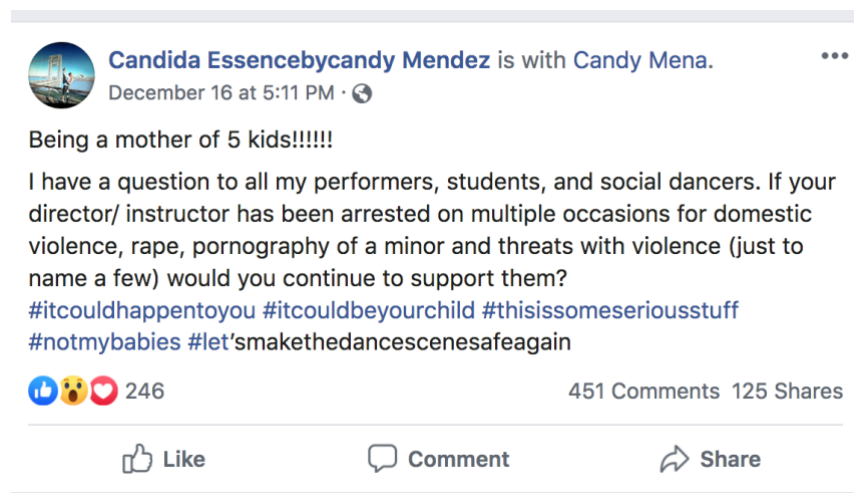 Candida Essencebycandy Mendez is with Candy Mena.
December 16 at 5:11 PM ·
Being a mother of 5 kids!!!!!!
I have a question to all my performers, students, and social dancers. If your
director/ instructor has been arrested on multiple occasions for domestic
violence, rape, pornography of a minor and threats with violence (just to
name a few) would you continue to support them?
#itcouldhappentoyou #itcouldbeyourchild #thisissomeseriousstuff
#notmybabies #let'smakethedancescenesafeagain
246 451 Comments 125 Shares
Like Comment Share